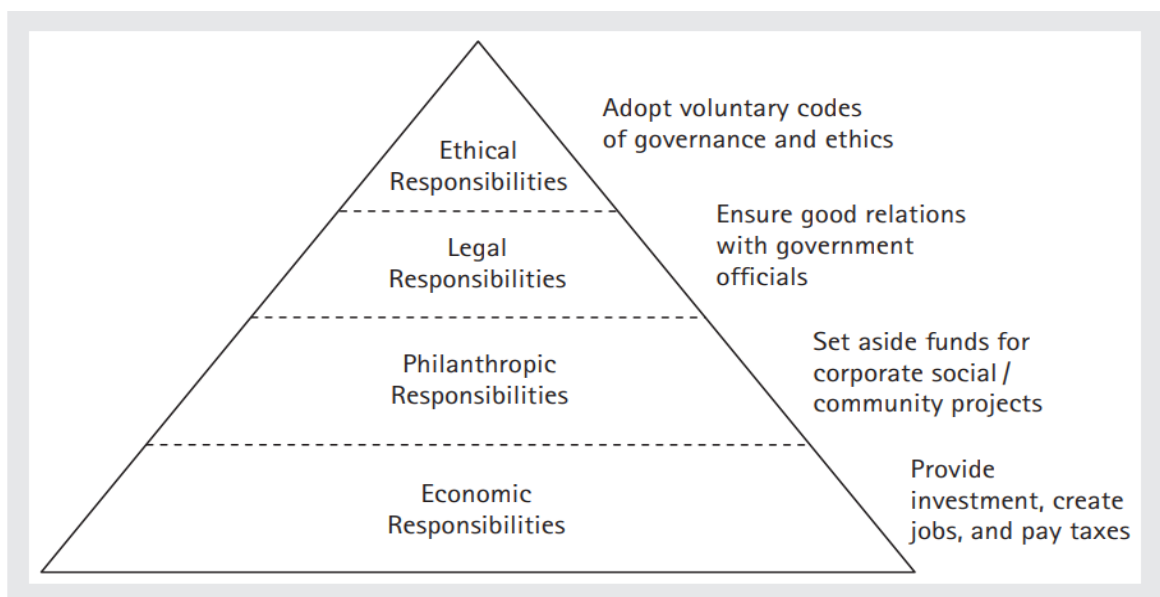 Adopt voluntary codes
of governance and ethics
Ethical
Responsibilities
Ensure good relations
with government
officials
Legal
Responsibilities
Set aside funds for
corporate social /
community projects
Philanthropic
Responsibilities
Provide
investment, create
jobs, and pay taxes
Economic
Responsibilities